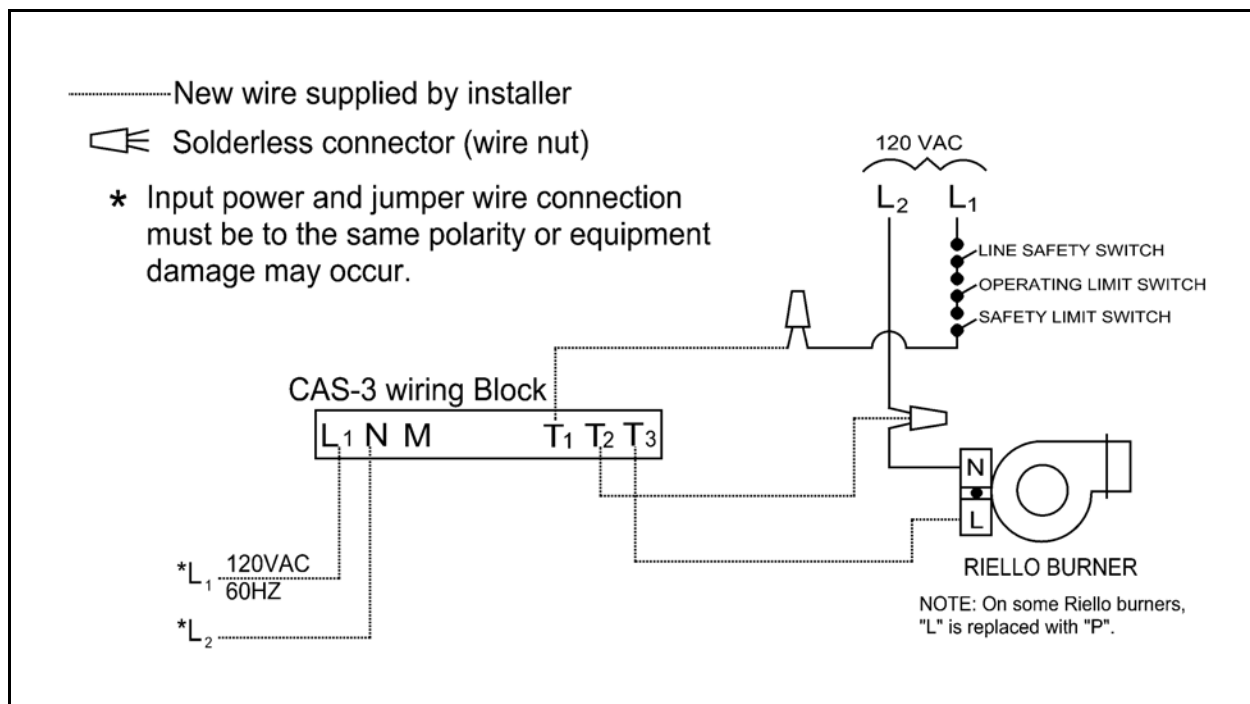 New wire supplied by installer
Solderless connector (wire nut)
* Input power and jumper wire connection
must be to the same polarity or equipment
damage may occur.
120 VAC
L2 L1
LINE SAFETY SWITCH
OPERATING LIMIT SWITCH
SAFETY LIMIT SWITCH
CAS-3 wiring Block
L1 N M T1 T2 T3
N
L
RIELLO BURNER
NOTE: On some Riello burners,
"L" is replaced with "P".
*L1 120VAC
60HZ
*L2